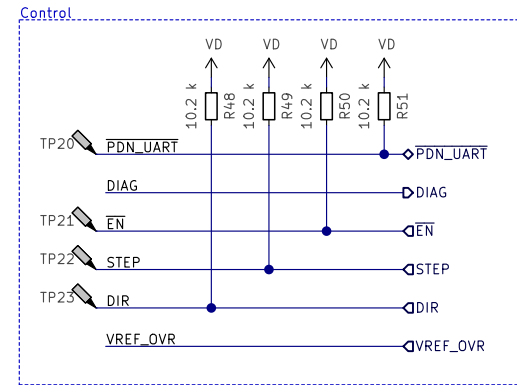 Control
VD VD VD VD
10.2 k R48 10.2 k R49 10.2 k R50 10.2 k R51
TP20 PDN_UART PDN_UART
DIAG DIAG
TP21 EN EN
TP22 STEP STEP
TP23 DIR DIR
VREF_OVR VREF_OVR